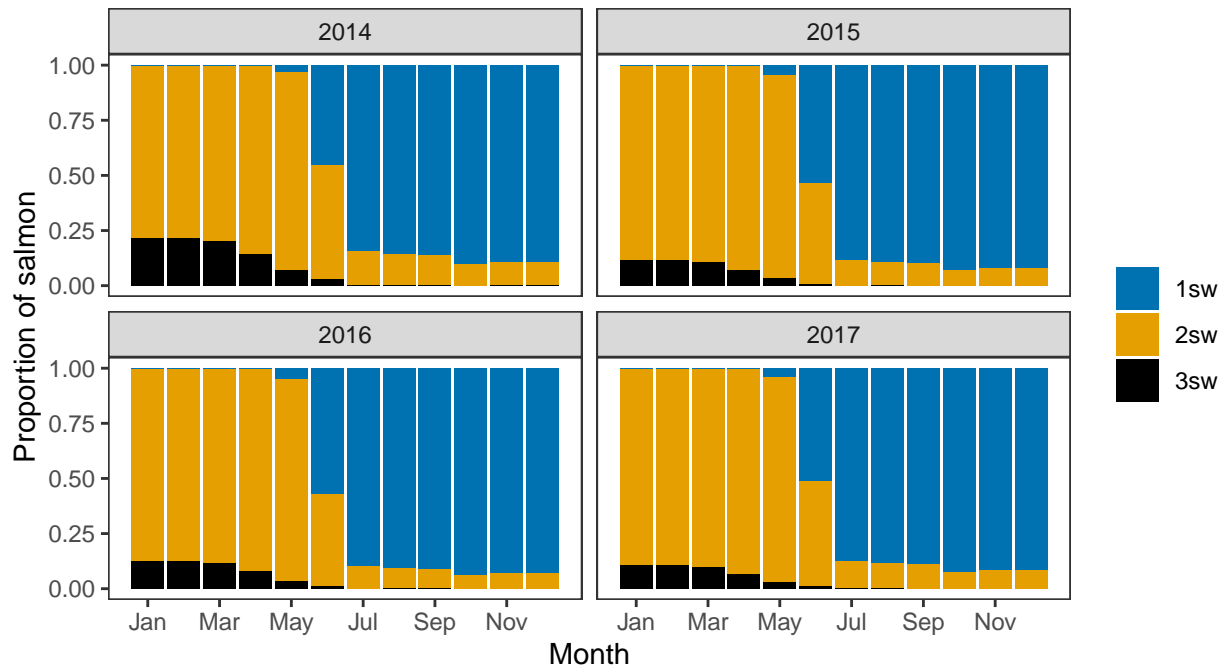 2014
2015
1.00
0.75
0.50
0.25
0.00
2016
2017
1.00
0.75
0.50
0.25
0.00
Jan Mar May Jul Sep Nov
Jan Mar May Jul Sep Nov
Month
Proportion of salmon
1sw
2sw
3sw